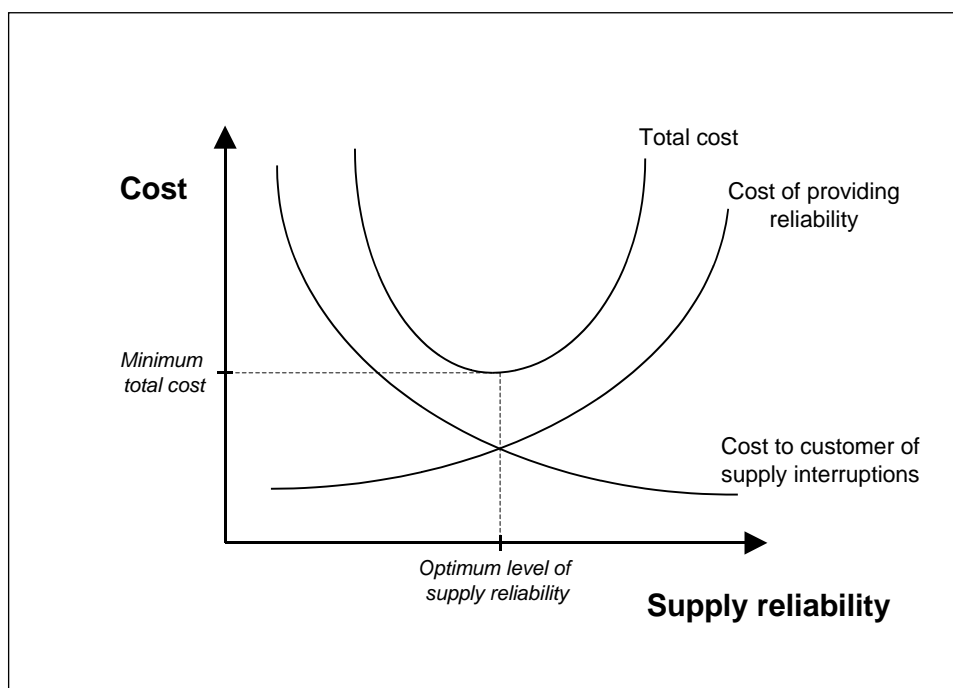 Total cost
Cost
Cost of providing
reliability
Minimum
total cost
Cost to customer of
supply interruptions
Optimum level of
supply reliability
Supply reliability